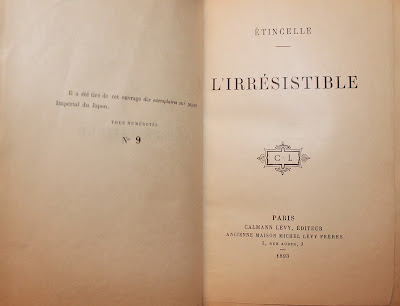 Il a été tiré de cet ouvrage dix exemplaires sur papier
Impérial du Japon.
TOUS NUMÉROTÉS
No 9
ÉTINCELLE
L'IRRÉSISTIBLE
C·L
PARIS
CALMANN LÉVY, ÉDITEUR
ANCIENNE MAISON MICHEL LÉVY FRÈRES
3, RUE AUBER, 3
1893